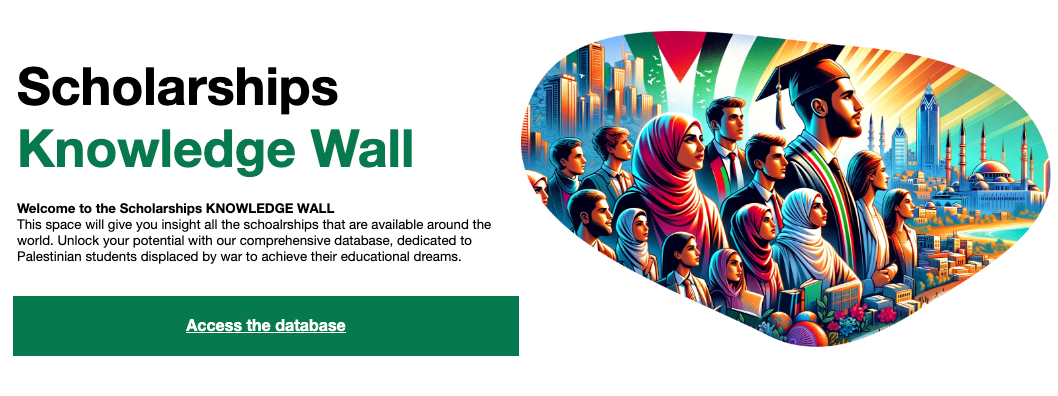 Scholarships
Knowledge Wall
Welcome to the Scholarships KNOWLEDGE WALL
This space will give you insight all the schoalrships that are available around the
world. Unlock your potential with our comprehensive database, dedicated to
Palestinian students displaced by war to achieve their educational dreams.
Access the database